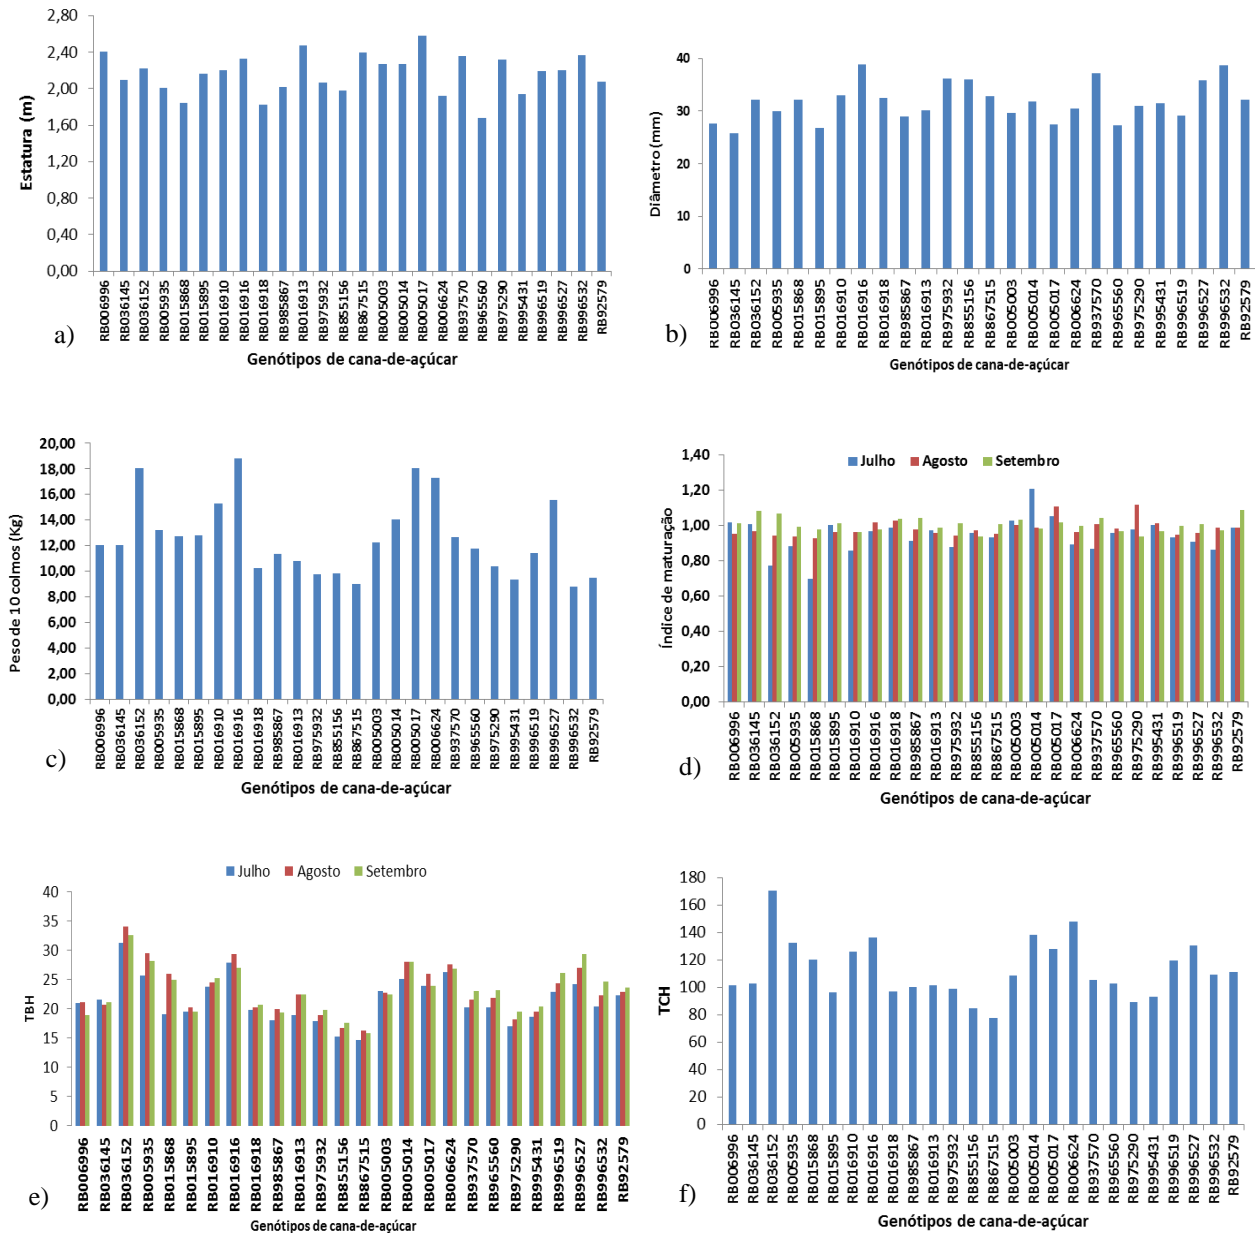 2,80
2,40
2,00
1,60
1,20
0,80
0,40
0,00
Estatura (m)
RB006996
RB036145
RB036152
RB005935
RB015868
RB015895
RB016910
RB016916
RB016918
RB985867
RB016913
RB975932
RB855156
RB867515
RB005003
RB005014
RB005017
RB006624
RB937570
RB965560
RB975290
RB995431
RB996519
RB996527
RB996532
RB92579
a)
Genótipos de cana-de-açúcar
40
30
20
10
0
Diâmetro (mm)
RB006996
RB036145
RB036152
RB005935
RB015868
RB015895
RB016910
RB016916
RB016918
RB985867
RB016913
RB975932
RB855156
RB867515
RB005003
RB005014
RB005017
RB006624
RB937570
RB965560
RB975290
RB995431
RB996519
RB996527
RB996532
RB92579
b)
Genótipos de cana-de-açúcar
20,00
18,00
16,00
14,00
12,00
10,00
8,00
6,00
4,00
2,00
0,00
Peso de 10 colmos (Kg)
RB006996
RB036145
RB036152
RB005935
RB015868
RB015895
RB016910
RB016916
RB016918
RB985867
RB016913
RB975932
RB855156
RB867515
RB005003
RB005014
RB005017
RB006624
RB937570
RB965560
RB975290
RB995431
RB996519
RB996527
RB996532
RB92579
c)
Genótipos de cana-de-açúcar
Julho Agosto Setembro
1,40
1,20
1,00
0,80
0,60
0,40
0,20
0,00
Índice de maturação
RB006996
RB036145
RB036152
RB005935
RB015868
RB015895
RB016910
RB016916
RB016918
RB985867
RB016913
RB975932
RB855156
RB867515
RB005003
RB005014
RB005017
RB006624
RB937570
RB965560
RB975290
RB995431
RB996519
RB996527
RB996532
RB92579
d)
Genótipos de cana-de-açúcar
Julho Agosto Setembro
40
35
30
25
20
15
10
5
0
TBH
RB006996
RB036145
RB036152
RB005935
RB015868
RB015895
RB016910
RB016916
RB016918
RB985867
RB016913
RB975932
RB855156
RB867515
RB005003
RB005014
RB005017
RB006624
RB937570
RB965560
RB975290
RB995431
RB996519
RB996527
RB996532
RB92579
e)
Genótipos de cana-de-açúcar
180
160
140
120
100
80
60
40
20
0
TCH
RB006996
RB036145
RB036152
RB005935
RB015868
RB015895
RB016910
RB016916
RB016918
RB985867
RB016913
RB975932
RB855156
RB867515
RB005003
RB005014
RB005017
RB006624
RB937570
RB965560
RB975290
RB995431
RB996519
RB996527
RB996532
RB92579
f)
Genótipos de cana-de-açúcar